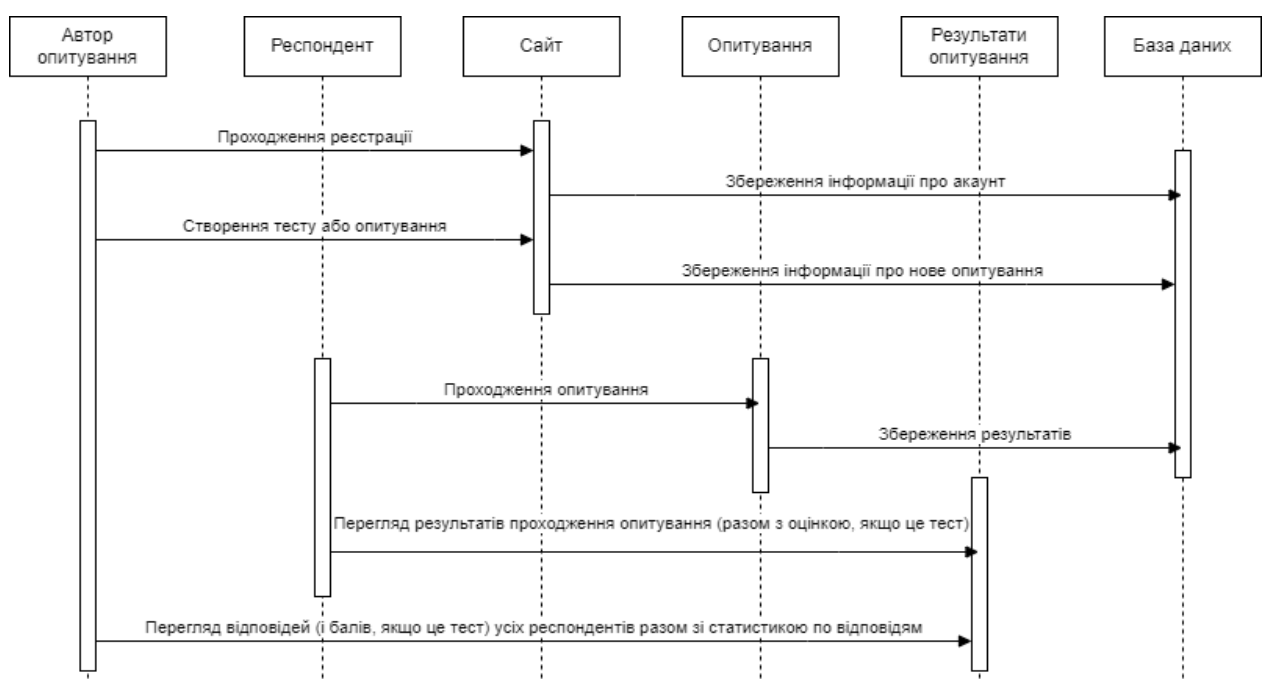 Автор
опитування
Респондент
Сайт
Опитування
Результати
опитування
База даних
Проходження реєстрації
Збереження інформації про акаунт
Створення тесту або опитування
Збереження інформації про нове опитування
Проходження опитування
Збереження результатів
Перегляд результатів проходження опитування (разом з оцінкою, якщо це тест)
Перегляд відповідей (і балів, якщо це тест) усіх респондентів разом зі статистикою по відповідям